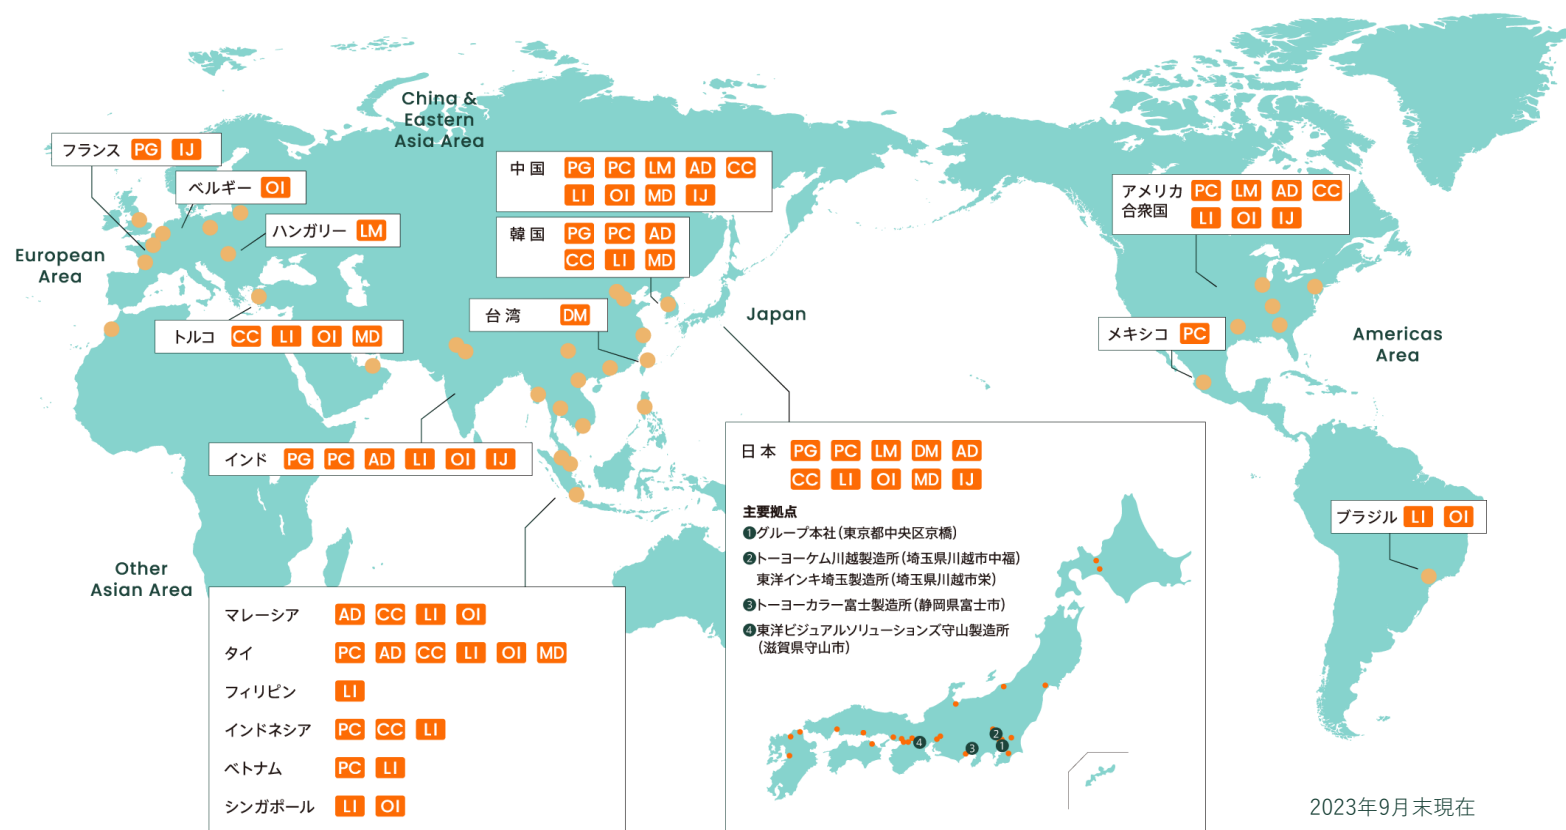 China &
Eastern
Asia Area
フランス PG IJ
ベルギー OI
ハンガリー LM
European
Area
トルコ CC LI OI MD
中国 PG PC LM AD CC
LI OI MD IJ
韓国 PG PC AD
CC LI MD
台湾 DM
Japan
アメリカ
合衆国
PC LM AD CC
LI OI IJ
メキシコ PC
Americas
Area
ブラジル LI OI
インド PG PC AD LI OI IJ
Other
Asian Area
マレーシア AD CC LI OI
タイ PC AD CC LI OI MD
フィリピン LI
インドネシア PC CC LI
ベトナム PC LI
シンガポール LI OI
日本 PG PC LM DM AD
CC LI OI MD IJ
主要拠点
❶グループ本社(東京都中央区京橋)
❷トーヨーケム川越製造所(埼玉県川越市中福)
東洋インキ埼玉製造所(埼玉県川越市栄)
❸トーヨーカラー富士製造所(静岡県富士市)
❹東洋ビジュアルソリューションズ守山製造所
(滋賀県守山市)
❹
❸
❷
❶
2023年9月末現在